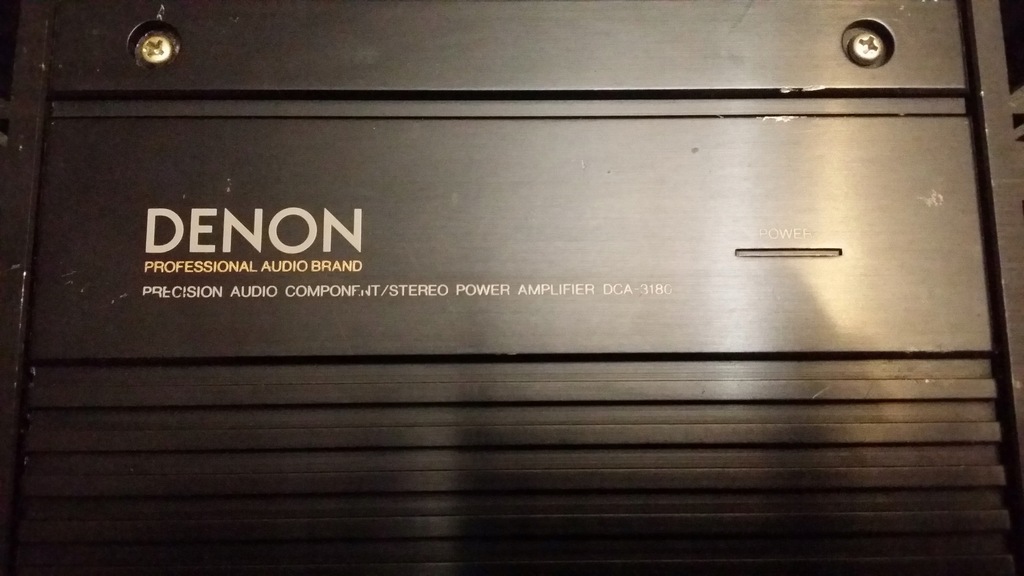 DENON
PROFESSIONAL AUDIO BRAND
PRECISION AUDIO COMPONENT/STEREO POWER AMPLIFIER DCA-3180
POWER